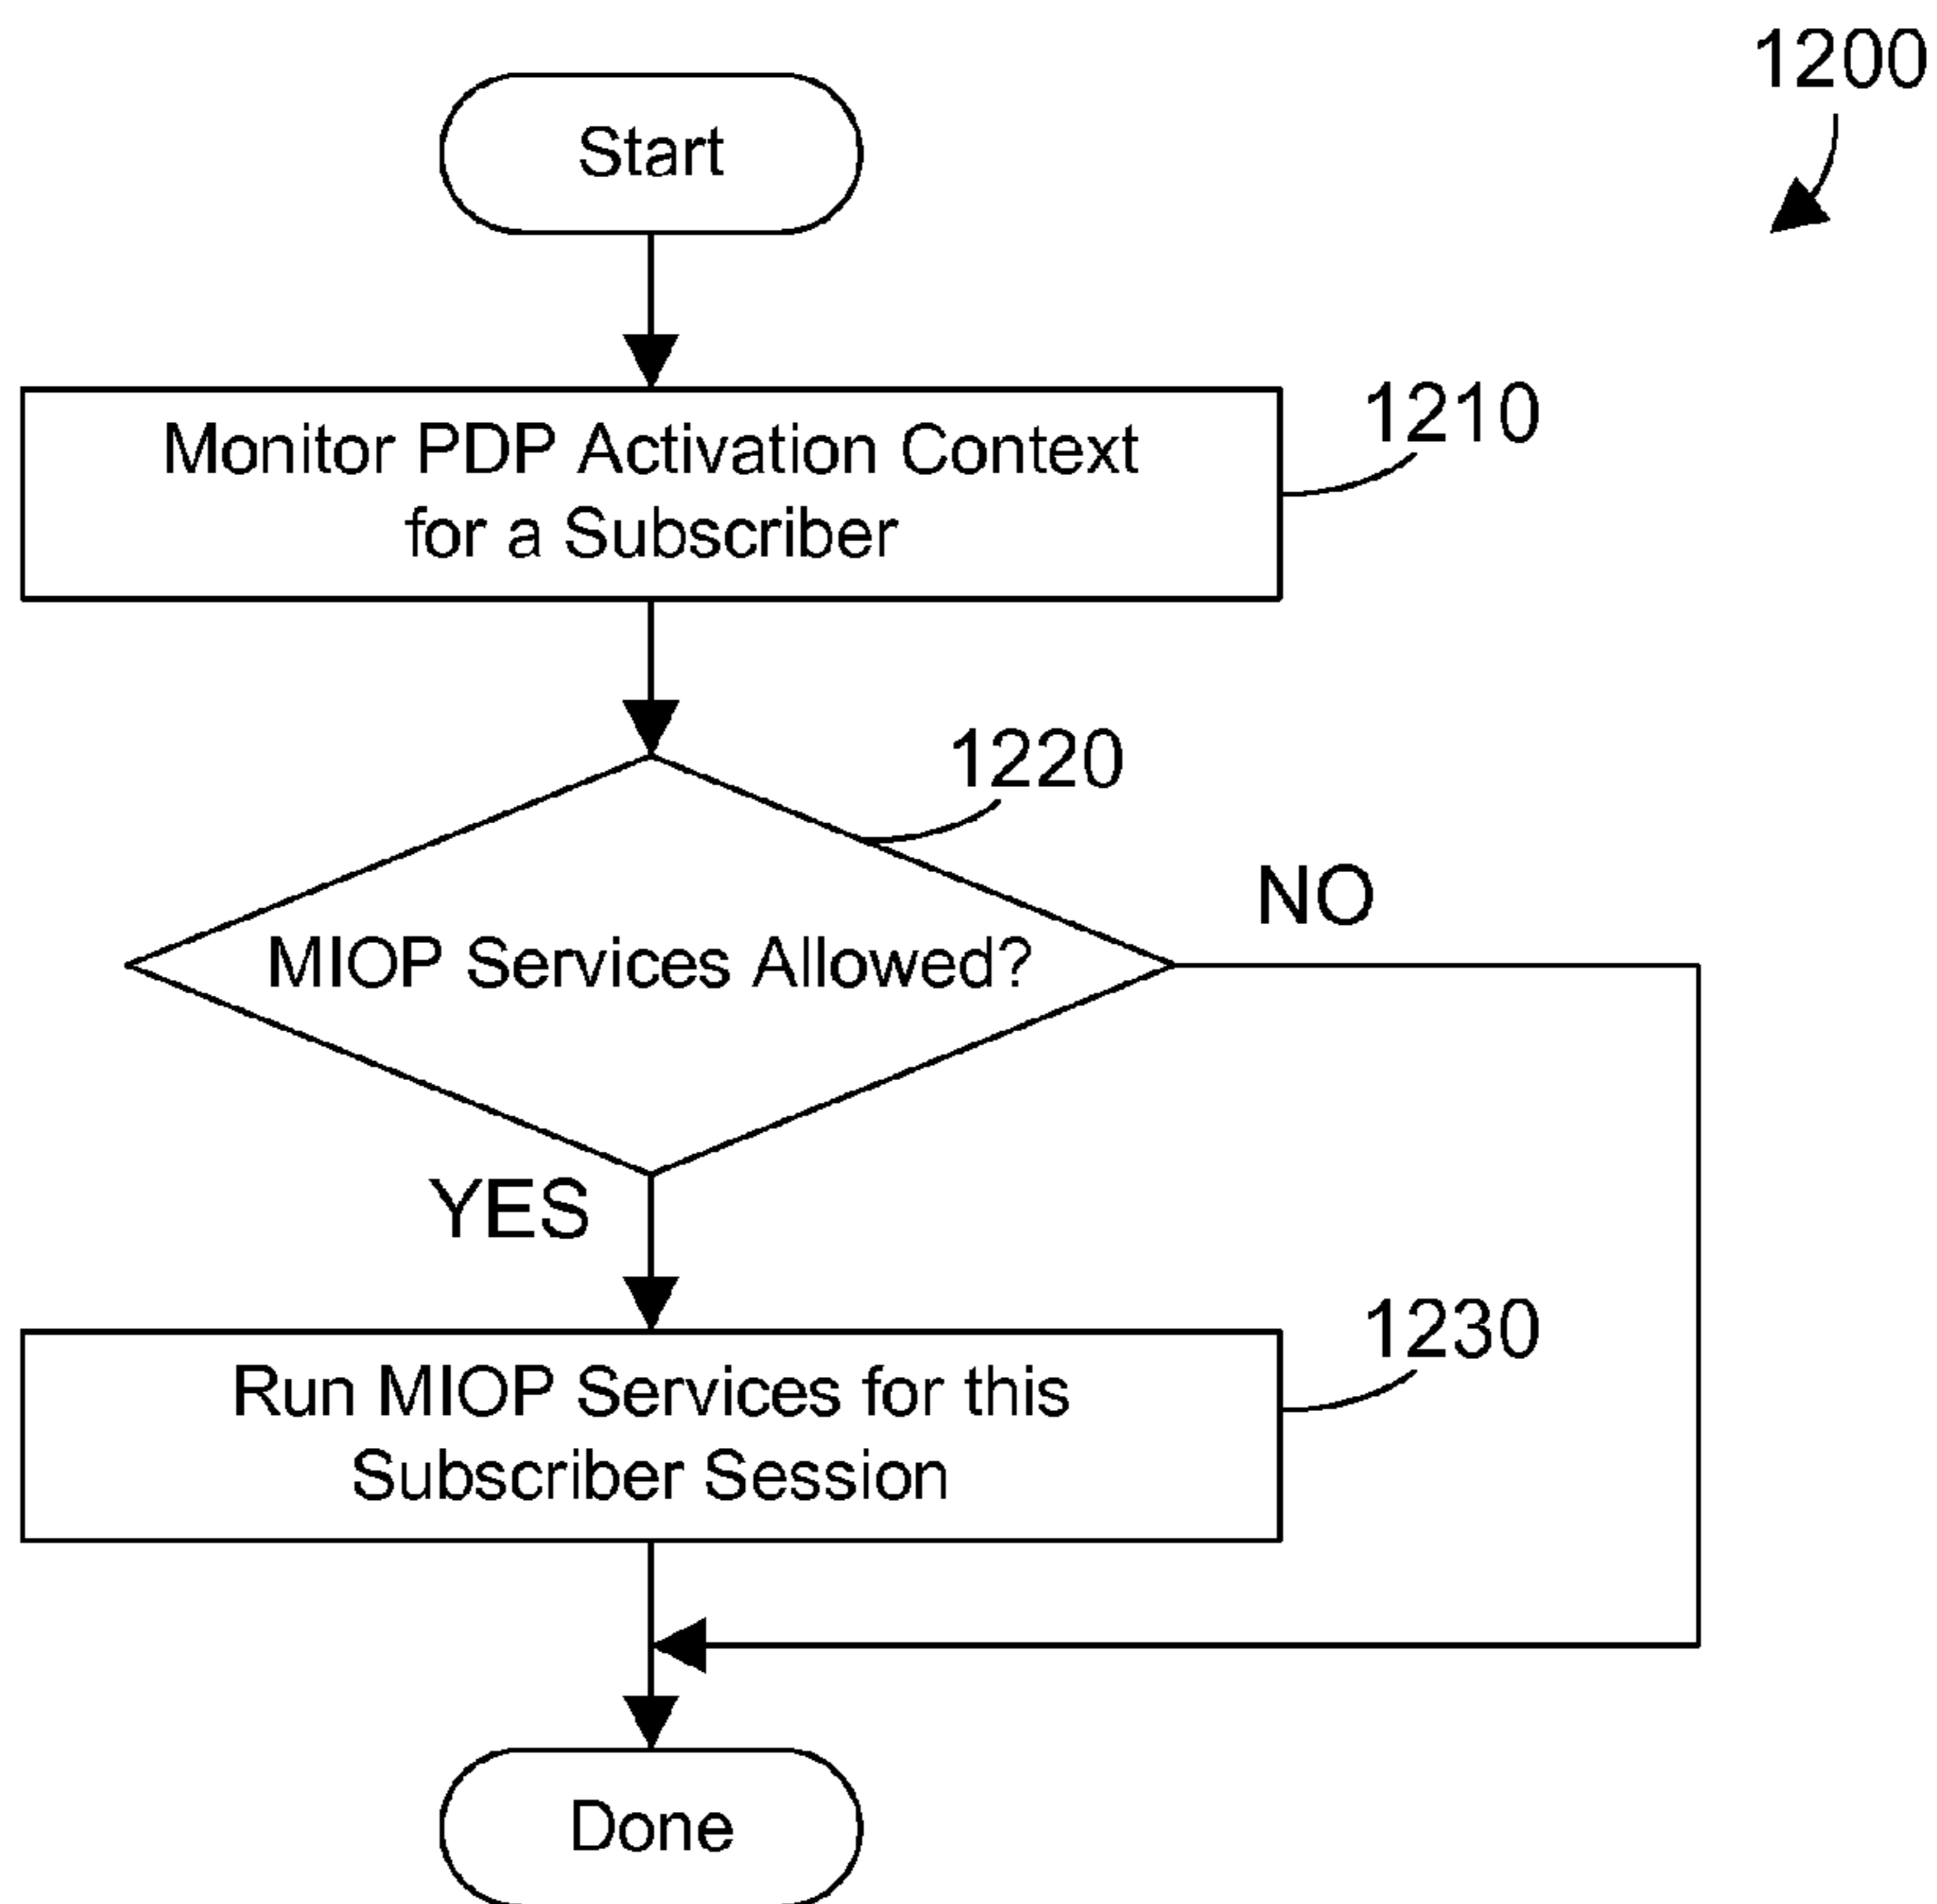 1200
Start
1210
Monitor PDP Activation Context
for a Subscriber
1220
NO
MIOP Services Allowed?
YES
1230
Run MIOP Services for this
Subscriber Session
Done